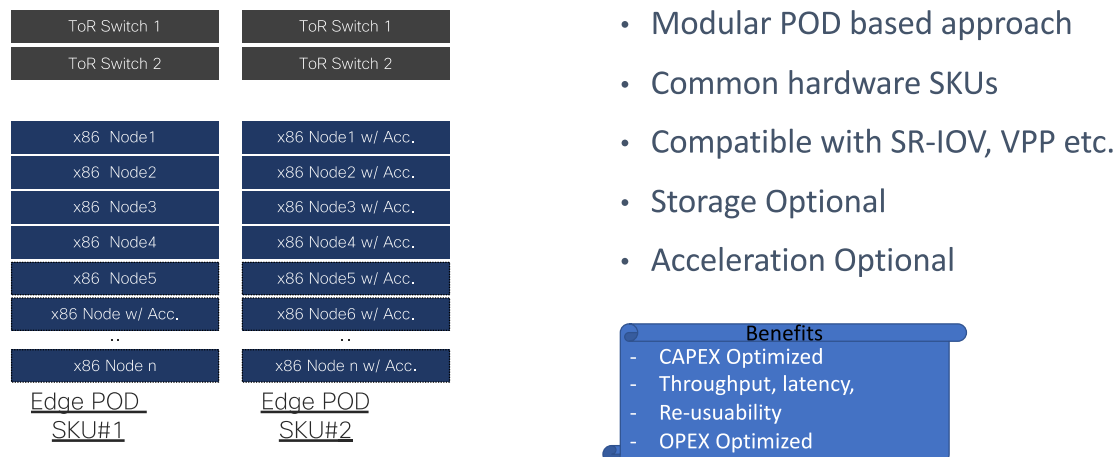 ToR Switch 1
ToR Switch 2
x86 Node1
x86 Node2
x86 Node3
x86 Node4
x86 Node5
x86 Node w/ Acc.
..
x86 Node n
Edge POD
SKU#1
ToR Switch 1
ToR Switch 2
x86 Node1 w/ Acc.
x86 Node2 w/ Acc.
x86 Node3 w/ Acc.
x86 Node4 w/ Acc.
x86 Node5 w/ Acc.
x86 Node6 w/ Acc.
..
x86 Node n w/ Acc.
Edge POD
SKU#2
• Modular POD based approach
• Common hardware SKUs
• Compatible with SR-IOV, VPP etc.
• Storage Optional
• Acceleration Optional
Benefits
- CAPEX Optimized
- Throughput, latency,
- Re-usuability
- OPEX Optimized